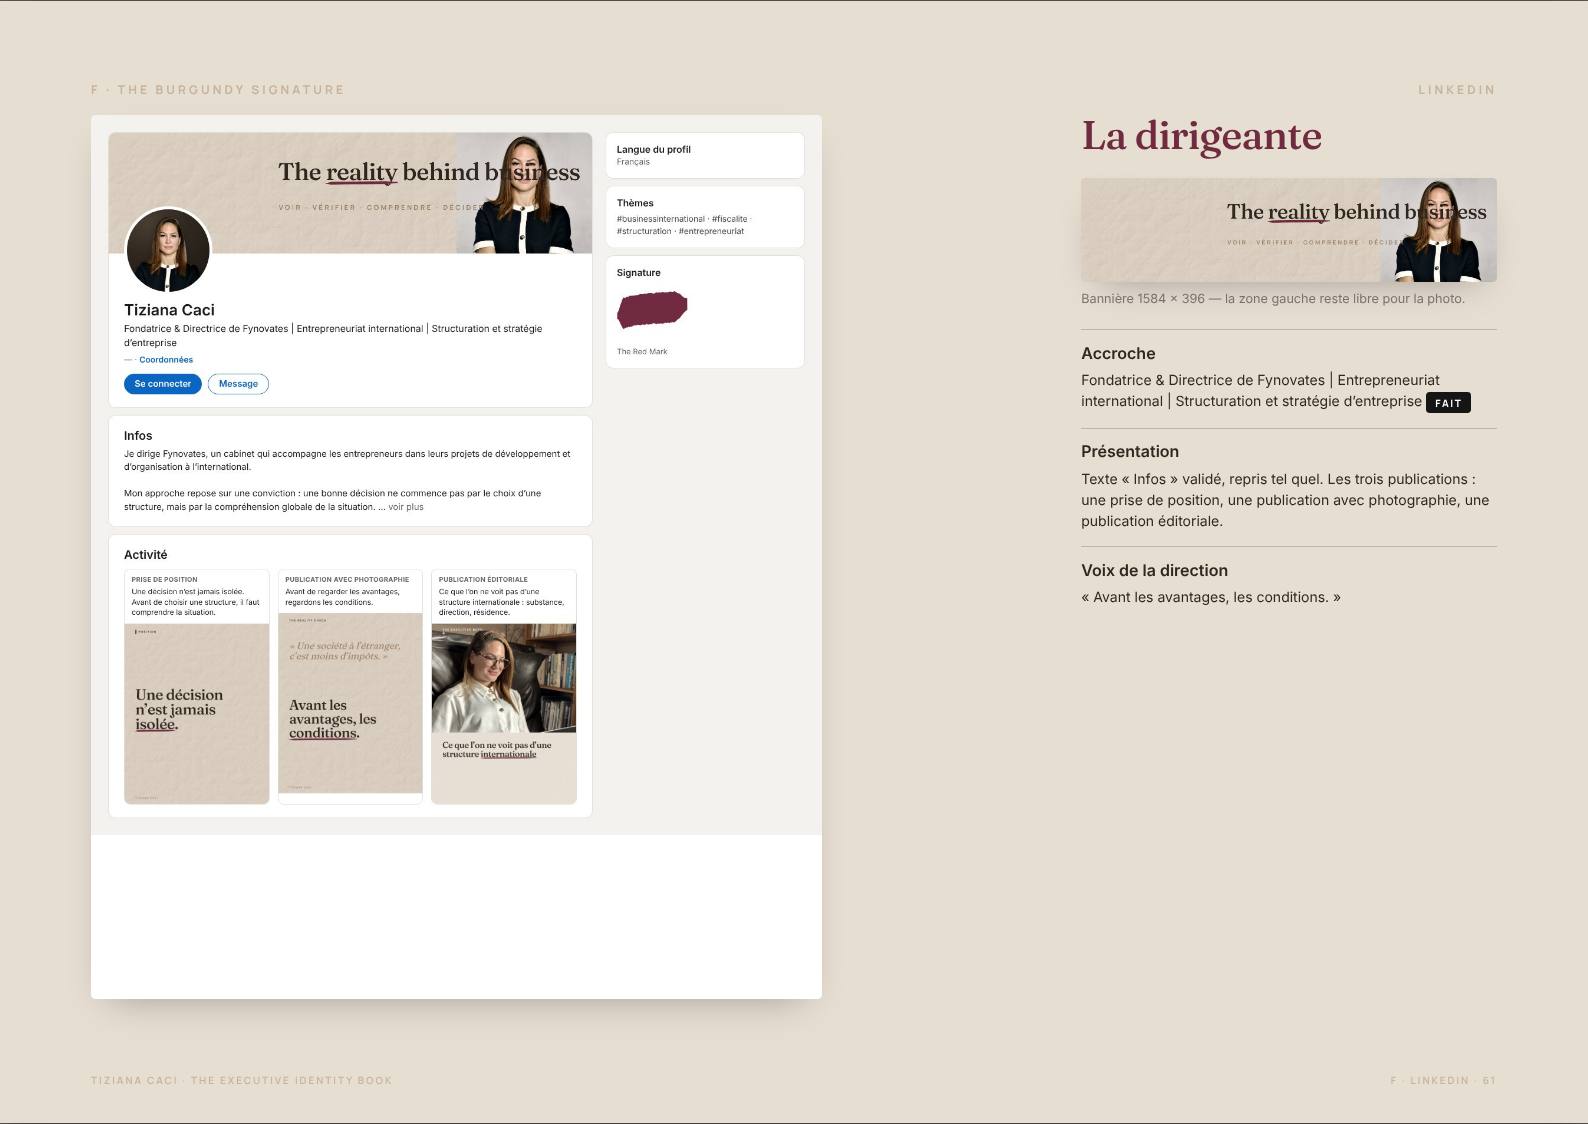 F · THE BURGUNDY SIGNATURE
LINKEDIN
The reality behind business
VOIR · VÉRIFIER · COMPRENDRE · DÉCIDER
Tiziana Caci
Fondatrice & Directrice de Fynovates | Entrepreneuriat international | Structuration et stratégie
d’entreprise
— · Coordonnées
Se connecter
Message
Langue du profil
Français
Thèmes
#businessinternational · #fiscalite ·
#structuration · #entrepreneuriat
Signature
The Red Mark
Infos
Je dirige Fynovates, un cabinet qui accompagne les entrepreneurs dans leurs projets de développement et
d’organisation à l’international.
Mon approche repose sur une conviction : une bonne décision ne commence pas par le choix d’une
structure, mais par la compréhension globale de la situation. ... voir plus
Activité
PRISE DE POSITION
Une décision n’est jamais isolée.
Avant de choisir une structure, il faut
comprendre la situation.
POSITION
Une décision
n’est jamais
isolée.
PUBLICATION AVEC PHOTOGRAPHIE
Avant de regarder les avantages,
regardons les conditions.
THE REALITY CHECK
« Une société à l’étranger,
c’est moins d’impôts. »
Avant les
avantages, les
conditions.
PUBLICATION ÉDITORIALE
Ce que l’on ne voit pas d’une
structure internationale : substance,
direction, résidence.
THE EXECUTIVE NOTE
Ce que l’on ne voit pas d’une
structure internationale
La dirigeante
The reality behind business
VOIR · VÉRIFIER · COMPRENDRE · DÉCIDER
Bannière 1584 × 396 — la zone gauche reste libre pour la photo.
Accroche
Fondatrice & Directrice de Fynovates | Entrepreneuriat
international | Structuration et stratégie d’entreprise FAIT
Présentation
Texte « Infos » validé, repris tel quel. Les trois publications :
une prise de position, une publication avec photographie, une
publication éditoriale.
Voix de la direction
« Avant les avantages, les conditions. »
TIZIANA CACI · THE EXECUTIVE IDENTITY BOOK
F · LINKEDIN · 61